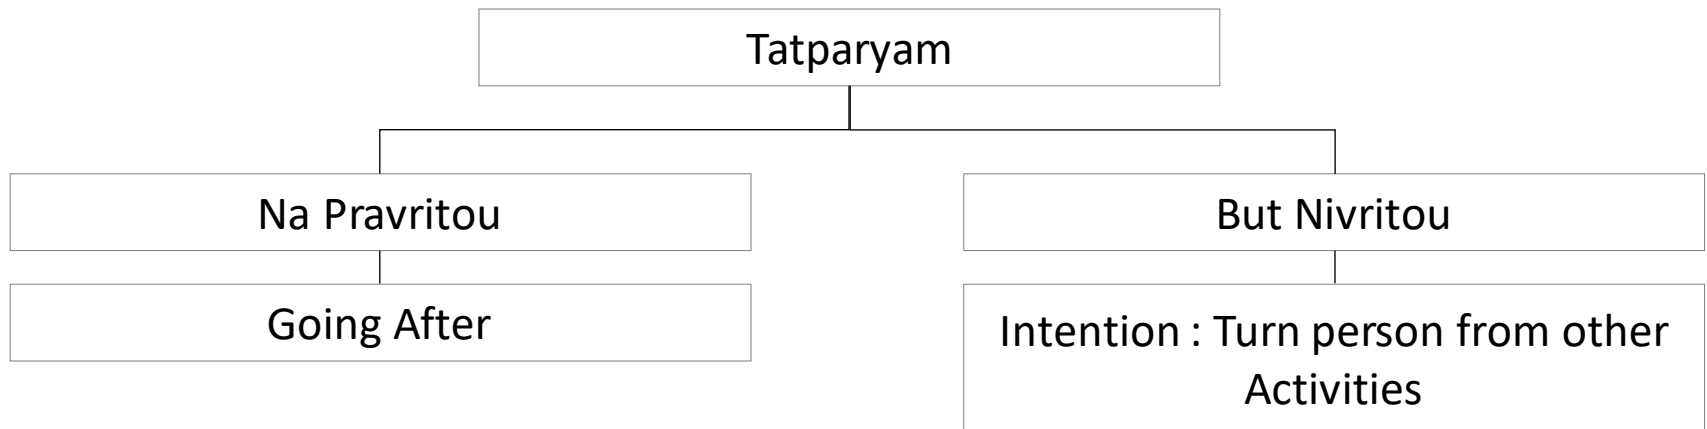 Tatparyam
Na Pravritou
But Nivritou
Going After
Intention : Turn person from other
Activities